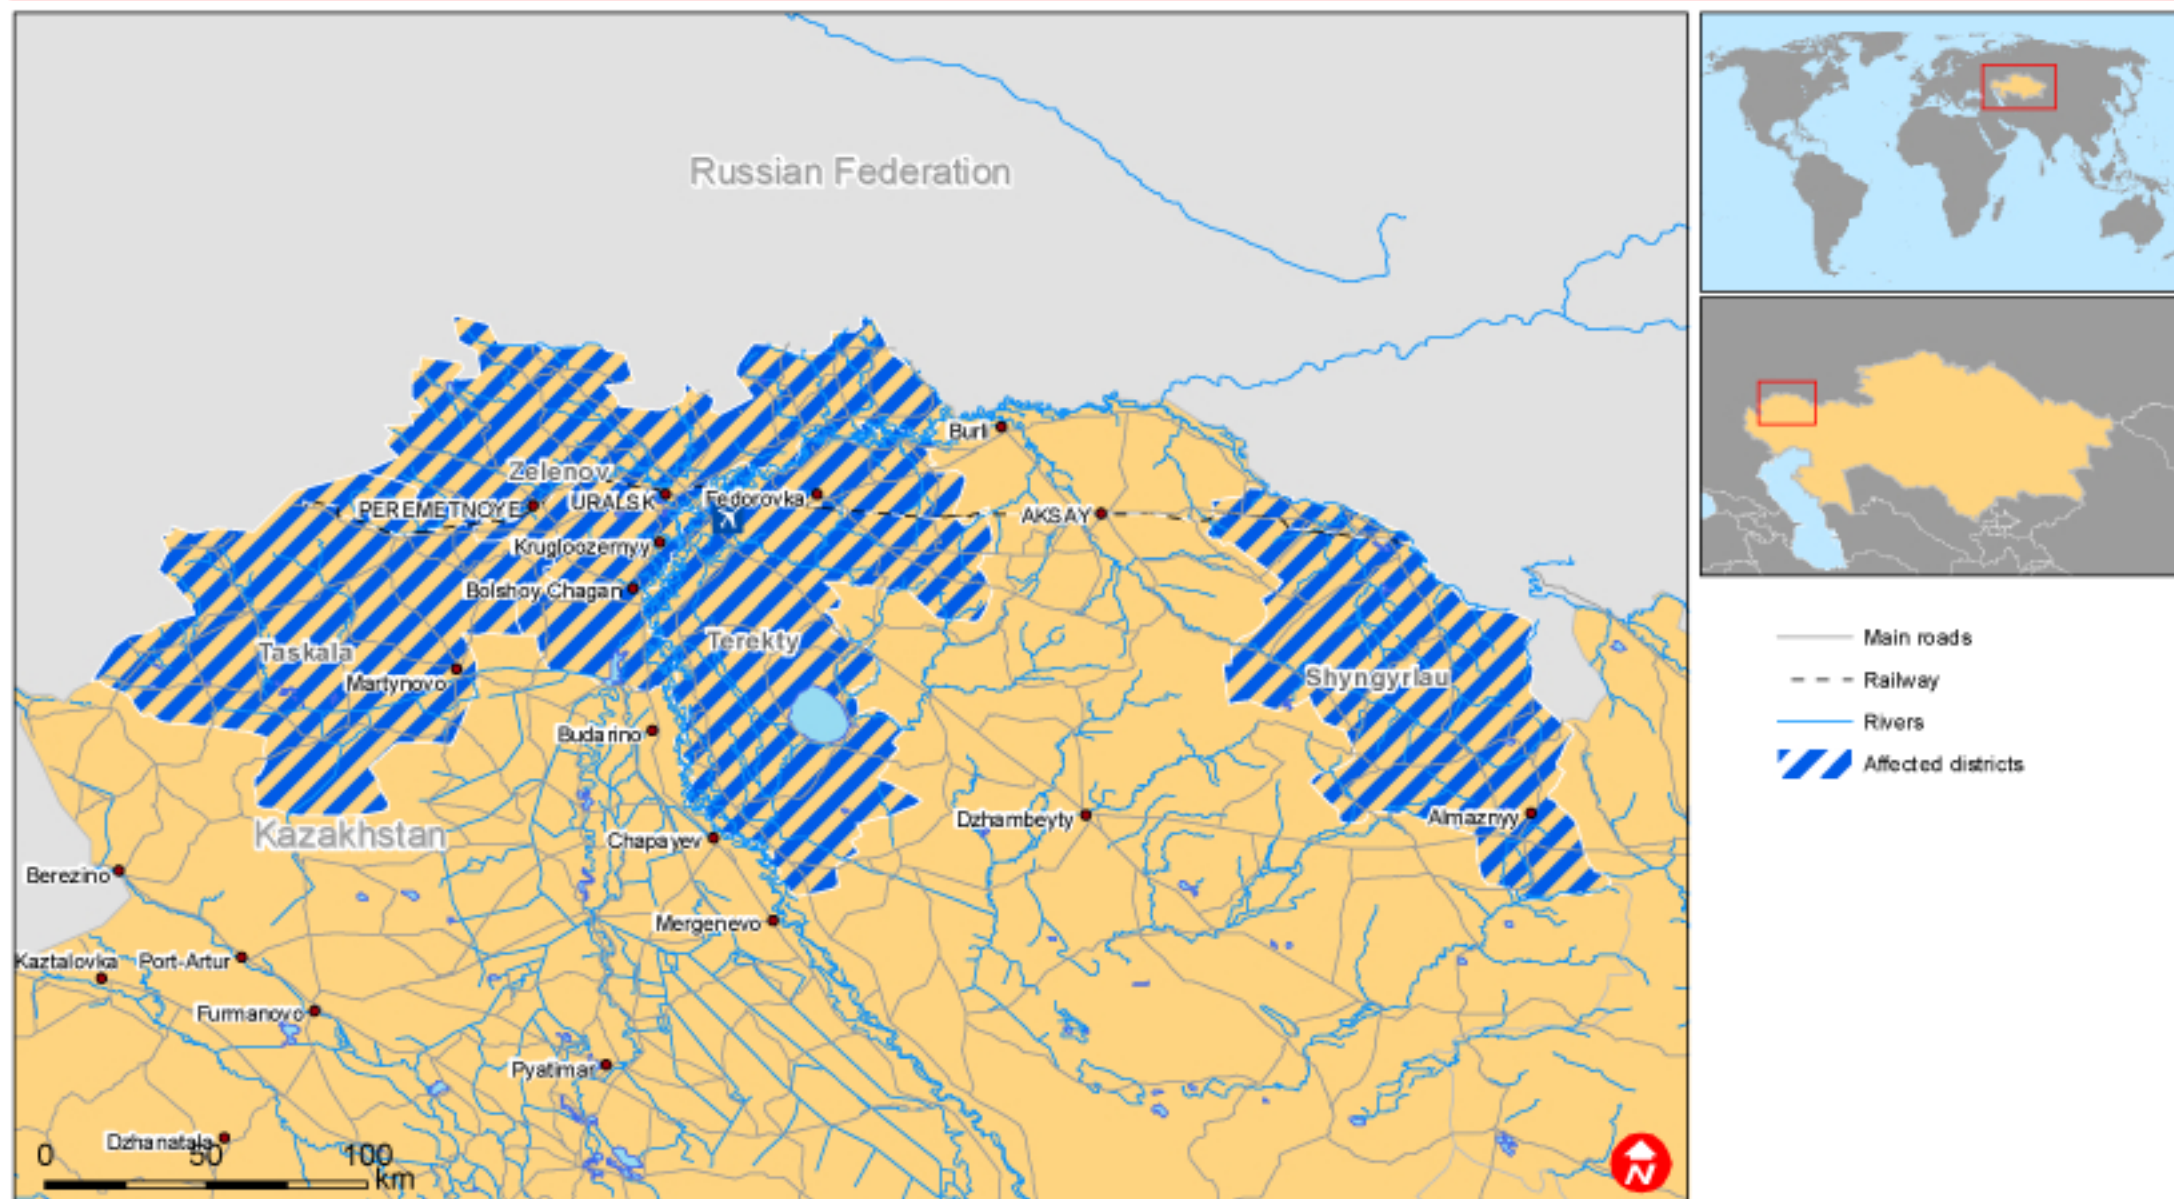 Russian Federation
Burli
Zelenov
PEREMETNOYE
URALSK
Fedorovka
AKSAY
Krugloozernyy
Bolshoy Chagan
Taskala
Terekty
Martynovo
Shyngyrlau
Budarino
Kazakhstan
Chapayev
Dzhambeyty
Almaznyy
Berezino
Mergenevo
Kaztalovka
Port-Artur
Furmanovo
Pyatimar
Dzhanatala
0 50 100
km
N
Main roads
Railway
Rivers
Affected districts